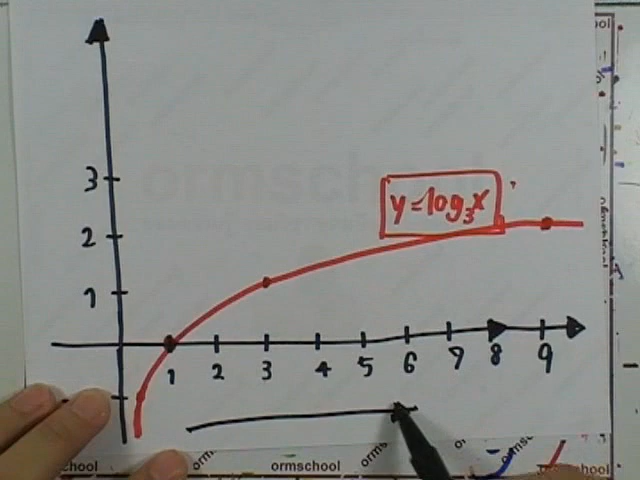 3
2
1
y=log₃x
1 2 3 4 5 6 7 8 9
ormschool
ormschool
ormschool